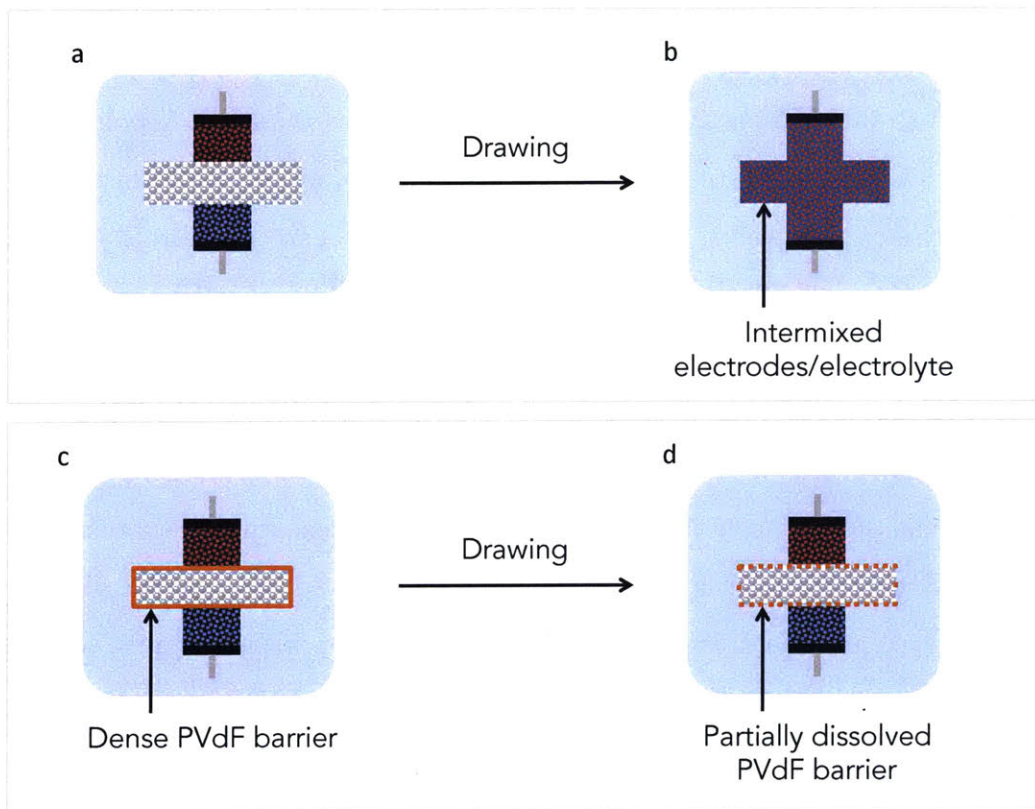 a
b
Drawing
Intermixed
electrodes/electrolyte
c
d
Drawing
Dense PVdF barrier
Partially dissolved
PVdF barrier